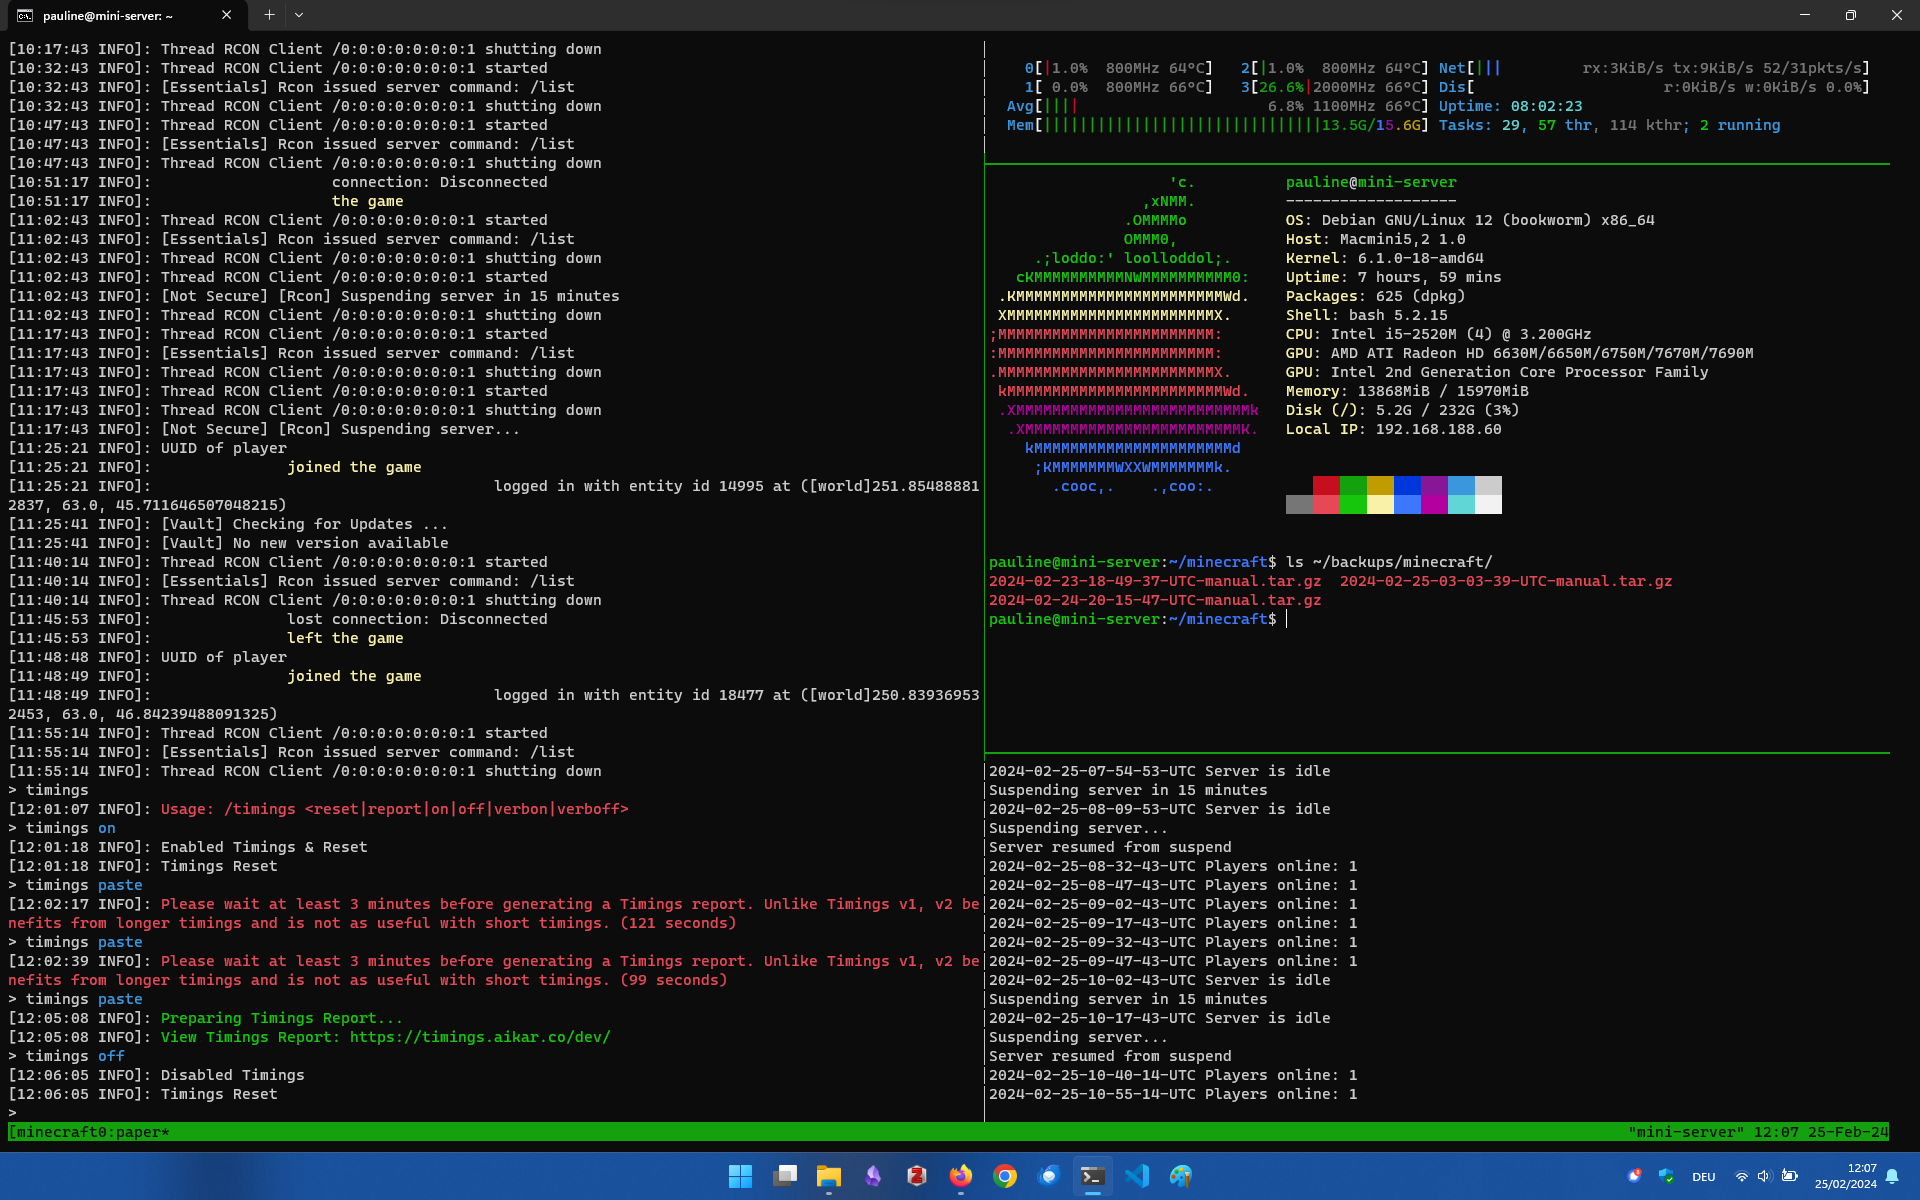 pauline@mini-server: ~
[10:17:43 INFO]: Thread RCON Client /0:0:0:0:0:0:0:1 shutting down
[10:32:43 INFO]: Thread RCON Client /0:0:0:0:0:0:0:1 started
[10:32:43 INFO]: [Essentials] Rcon issued server command: /list
[10:32:43 INFO]: Thread RCON Client /0:0:0:0:0:0:0:1 shutting down
[10:47:43 INFO]: Thread RCON Client /0:0:0:0:0:0:0:1 started
[10:47:43 INFO]: [Essentials] Rcon issued server command: /list
[10:47:43 INFO]: Thread RCON Client /0:0:0:0:0:0:0:1 shutting down
[10:51:17 INFO]: connection: Disconnected
[10:51:17 INFO]: the game
[11:02:43 INFO]: Thread RCON Client /0:0:0:0:0:0:0:1 started
[11:02:43 INFO]: [Essentials] Rcon issued server command: /list
[11:02:43 INFO]: Thread RCON Client /0:0:0:0:0:0:0:1 shutting down
[11:02:43 INFO]: Thread RCON Client /0:0:0:0:0:0:0:1 started
[11:02:43 INFO]: [Not Secure] [Rcon] Suspending server in 15 minutes
[11:02:43 INFO]: Thread RCON Client /0:0:0:0:0:0:0:1 shutting down
[11:17:43 INFO]: Thread RCON Client /0:0:0:0:0:0:0:1 started
[11:17:43 INFO]: [Essentials] Rcon issued server command: /list
[11:17:43 INFO]: Thread RCON Client /0:0:0:0:0:0:0:1 shutting down
[11:17:43 INFO]: Thread RCON Client /0:0:0:0:0:0:0:1 started
[11:17:43 INFO]: Thread RCON Client /0:0:0:0:0:0:0:1 shutting down
[11:17:43 INFO]: [Not Secure] [Rcon] Suspending server...
[11:25:21 INFO]: UUID of player
[11:25:21 INFO]: joined the game
[11:25:21 INFO]: logged in with entity id 14995 at ([world]251.85488881
2837, 63.0, 45.711646507048215)
[11:25:41 INFO]: [Vault] Checking for Updates ...
[11:25:41 INFO]: [Vault] No new version available
[11:40:14 INFO]: Thread RCON Client /0:0:0:0:0:0:0:1 started
[11:40:14 INFO]: [Essentials] Rcon issued server command: /list
[11:40:14 INFO]: Thread RCON Client /0:0:0:0:0:0:0:1 shutting down
[11:45:53 INFO]: lost connection: Disconnected
[11:45:53 INFO]: left the game
[11:48:48 INFO]: UUID of player
[11:48:49 INFO]: joined the game
[11:48:49 INFO]: logged in with entity id 18477 at ([world]250.83936953
2453, 63.0, 46.84239488091325)
[11:55:14 INFO]: Thread RCON Client /0:0:0:0:0:0:0:1 started
[11:55:14 INFO]: [Essentials] Rcon issued server command: /list
[11:55:14 INFO]: Thread RCON Client /0:0:0:0:0:0:0:1 shutting down
> timings
[12:01:07 INFO]: Usage: /timings <reset|report|on|off|verbon|verboff>
> timings on
[12:01:18 INFO]: Enabled Timings & Reset
[12:01:18 INFO]: Timings Reset
> timings paste
[12:02:17 INFO]: Please wait at least 3 minutes before generating a Timings report. Unlike Timings v1, v2 be
nefits from longer timings and is not as useful with short timings. (121 seconds)
> timings paste
[12:02:39 INFO]: Please wait at least 3 minutes before generating a Timings report. Unlike Timings v1, v2 be
nefits from longer timings and is not as useful with short timings. (99 seconds)
> timings paste
[12:05:08 INFO]: Preparing Timings Report...
[12:05:08 INFO]: View Timings Report: https://timings.aikar.co/dev/
> timings off
[12:06:05 INFO]: Disabled Timings
[12:06:05 INFO]: Timings Reset
>
0[|1.0% 800MHz 64°C] 2[|1.0% 800MHz 64°C] Net[||| rx:3KiB/s tx:9KiB/s 52/31pkts/s]
1[ 0.0% 800MHz 66°C] 3[26.6%|2000MHz 66°C] Dis[ r:0KiB/s w:0KiB/s 0.0%]
Avg[|||| 6.8% 1100MHz 66°C] Uptime: 08:02:23
Mem[|||||||||||||||||||||||||||||||13.5G/15.6G] Tasks: 29, 57 thr, 114 kthr; 2 running
'c.
,xNMM.
.OMMMMo
OMMM0,
.;loddo:' loolloddol;.
cKMMMMMMMMMMNWMMMMMMMMMM0:
.KMMMMMMMMMMMMMMMMMMMMMMMWd.
XMMMMMMMMMMMMMMMMMMMMMMMX.
;MMMMMMMMMMMMMMMMMMMMMMMM:
:MMMMMMMMMMMMMMMMMMMMMMMM:
.MMMMMMMMMMMMMMMMMMMMMMMMX.
kMMMMMMMMMMMMMMMMMMMMMMMMWd.
.XMMMMMMMMMMMMMMMMMMMMMMMMMMk
.XMMMMMMMMMMMMMMMMMMMMMMMMK.
kMMMMMMMMMMMMMMMMMMMMMMd
;KMMMMMMMWXXWMMMMMMMk.
.cooc,. .,coo:.
pauline@mini-server
-------------------
OS: Debian GNU/Linux 12 (bookworm) x86_64
Host: Macmini5,2 1.0
Kernel: 6.1.0-18-amd64
Uptime: 7 hours, 59 mins
Packages: 625 (dpkg)
Shell: bash 5.2.15
CPU: Intel i5-2520M (4) @ 3.200GHz
GPU: AMD ATI Radeon HD 6630M/6650M/6750M/7670M/7690M
GPU: Intel 2nd Generation Core Processor Family
Memory: 13868MiB / 15970MiB
Disk (/): 5.2G / 232G (3%)
Local IP: 192.168.188.60
pauline@mini-server:~/minecraft$ ls ~/backups/minecraft/
2024-02-23-18-49-37-UTC-manual.tar.gz 2024-02-25-03-03-39-UTC-manual.tar.gz
2024-02-24-20-15-47-UTC-manual.tar.gz
pauline@mini-server:~/minecraft$
2024-02-25-07-54-53-UTC Server is idle
Suspending server in 15 minutes
2024-02-25-08-09-53-UTC Server is idle
Suspending server...
Server resumed from suspend
2024-02-25-08-32-43-UTC Players online: 1
2024-02-25-08-47-43-UTC Players online: 1
2024-02-25-09-02-43-UTC Players online: 1
2024-02-25-09-17-43-UTC Players online: 1
2024-02-25-09-32-43-UTC Players online: 1
2024-02-25-09-47-43-UTC Players online: 1
2024-02-25-10-02-43-UTC Server is idle
Suspending server in 15 minutes
2024-02-25-10-17-43-UTC Server is idle
Suspending server...
Server resumed from suspend
2024-02-25-10-40-14-UTC Players online: 1
2024-02-25-10-55-14-UTC Players online: 1
[minecraft0:paper* "mini-server" 12:07 25-Feb-24
DEU
12:07
25/02/2024